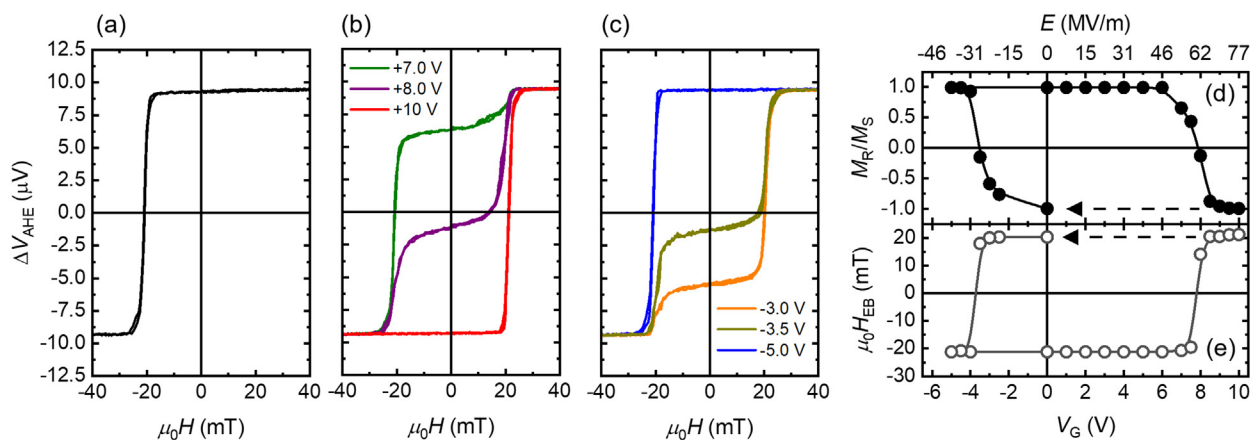 (a)
12.5
10.0
7.5
5.0
2.5
0.0
-2.5
-5.0
-7.5
-10.0
-12.5
ΔV_AHE (μV)
-40 -20 0 20 40
μ₀H (mT)
(b)
+7.0 V
+8.0 V
+10 V
-40 -20 0 20 40
μ₀H (mT)
(c)
-3.0 V
-3.5 V
-5.0 V
-40 -20 0 20 40
μ₀H (mT)
E (MV/m)
-46 -31 -15 0 15 31 46 62 77
(d)
1.0
0.5
0.0
-0.5
-1.0
M_R/M_S
(e)
20
10
0
-10
-20
-30
μ₀H_EB (mT)
-6 -4 -2 0 2 4 6 8 10
V_G (V)